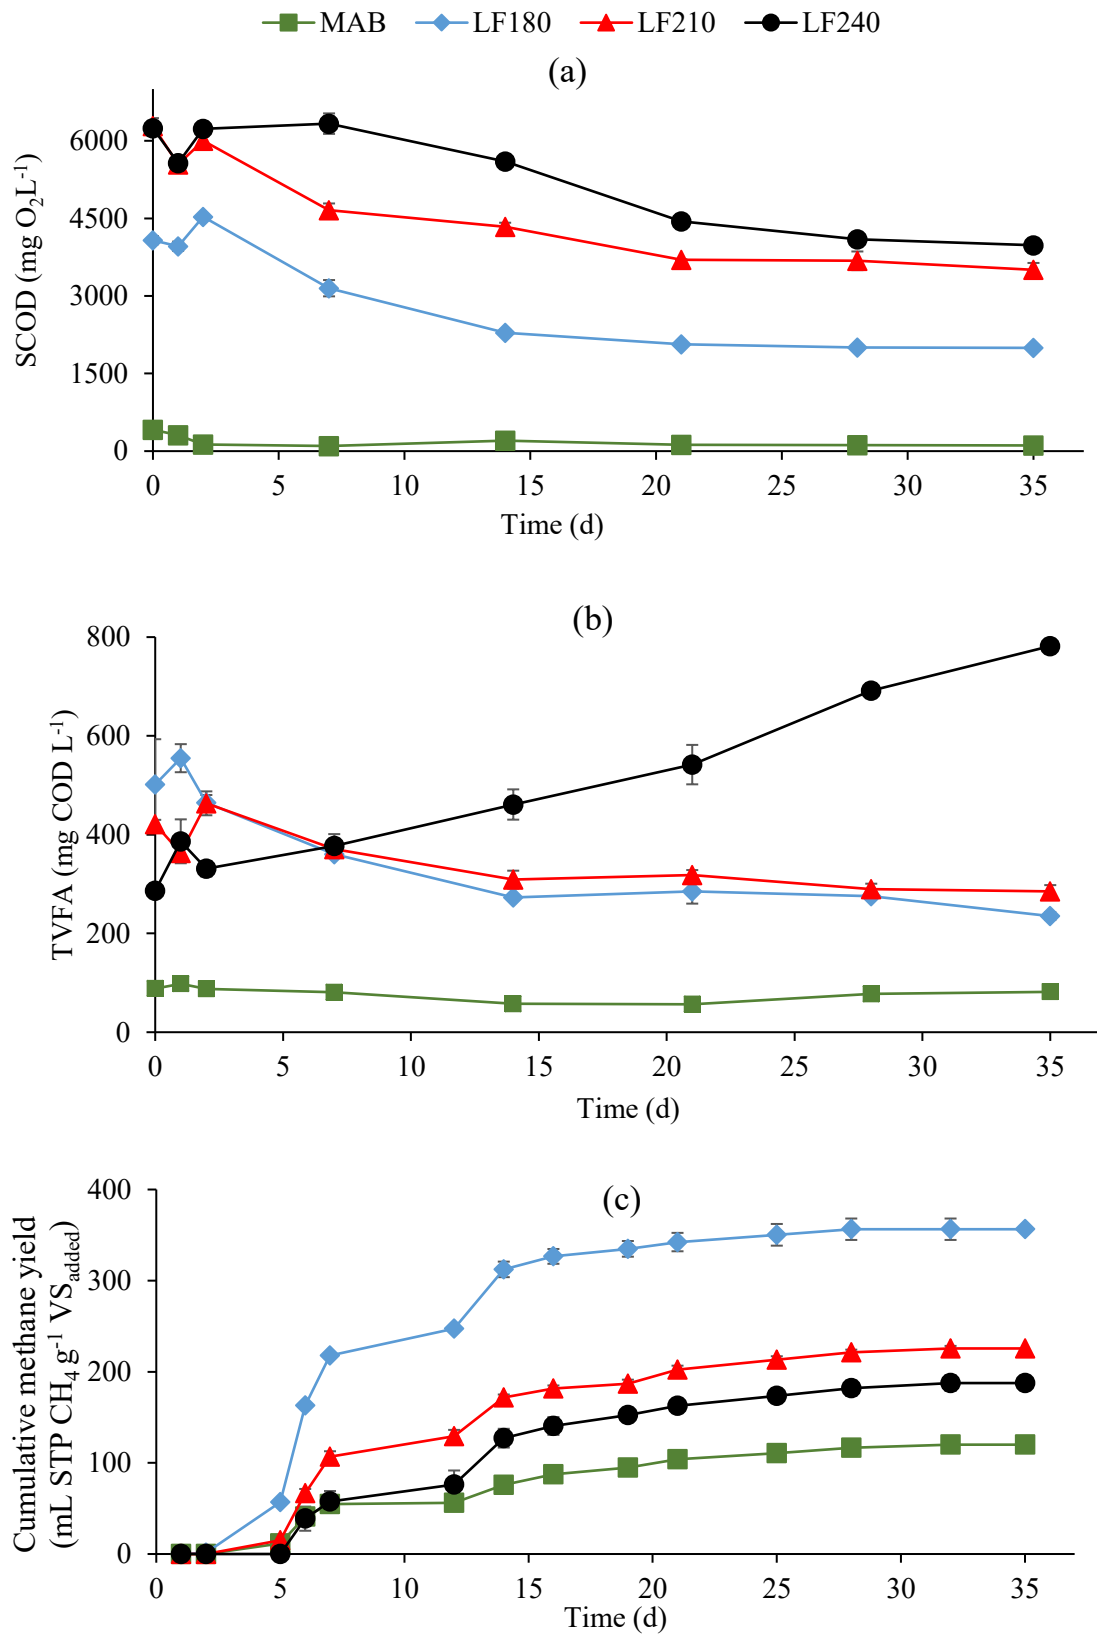 MAB LF180 LF210 LF240
(a)
SCOD (mg O₂L⁻¹)
6000
4500
3000
1500
0
0 5 10 15 20 25 30 35
Time (d)
(b)
TVFA (mg COD L⁻¹)
800
600
400
200
0
0 5 10 15 20 25 30 35
Time (d)
(c)
Cumulative methane yield
(mL STP CH₄ g⁻¹ VSadded)
400
300
200
100
0
0 5 10 15 20 25 30 35
Time (d)